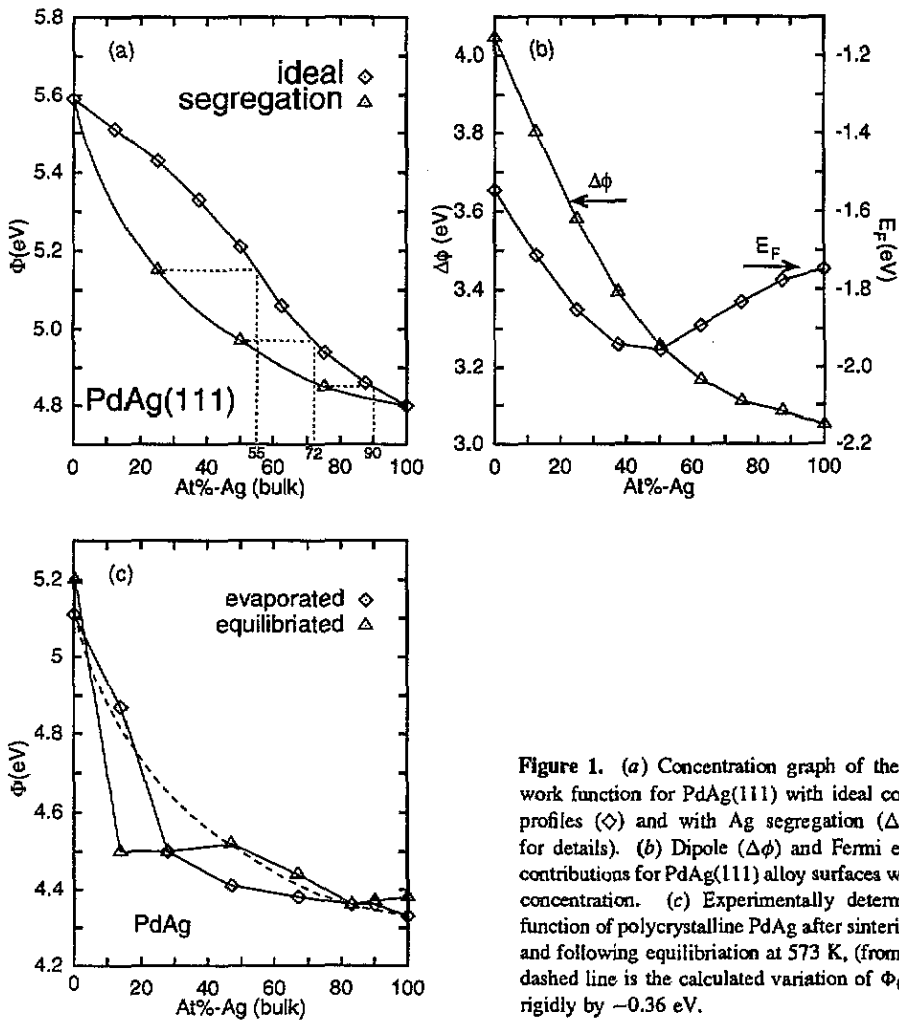 (a)
ideal ◇
segregation △
5.8
5.6
5.4
5.2
5.0
4.8
Φ(eV)
PdAg(111)
55
72
90
0 20 40 60 80 100
At%-Ag (bulk)
(b)
4.0
3.8
3.6
3.4
3.2
3.0
Δϕ (eV)
Δϕ
E_F
-1.2
-1.4
-1.6
-1.8
-2.0
-2.2
E_F(eV)
0 20 40 60 80 100
At%-Ag
(c)
evaporated ◇
equilibriated △
5.2
5
4.8
4.6
4.4
4.2
Φ(eV)
PdAg
0 20 40 60 80 100
At%-Ag (bulk)
Figure 1. (a) Concentration graph of the
work function for PdAg(111) with ideal co
profiles (◇) and with Ag segregation (Δ
for details). (b) Dipole (Δϕ) and Fermi e
contributions for PdAg(111) alloy surfaces w
concentration. (c) Experimentally determ
function of polycrystalline PdAg after sinteri
and following equilibriation at 573 K, (from
dashed line is the calculated variation of Φ
rigidly by −0.36 eV.